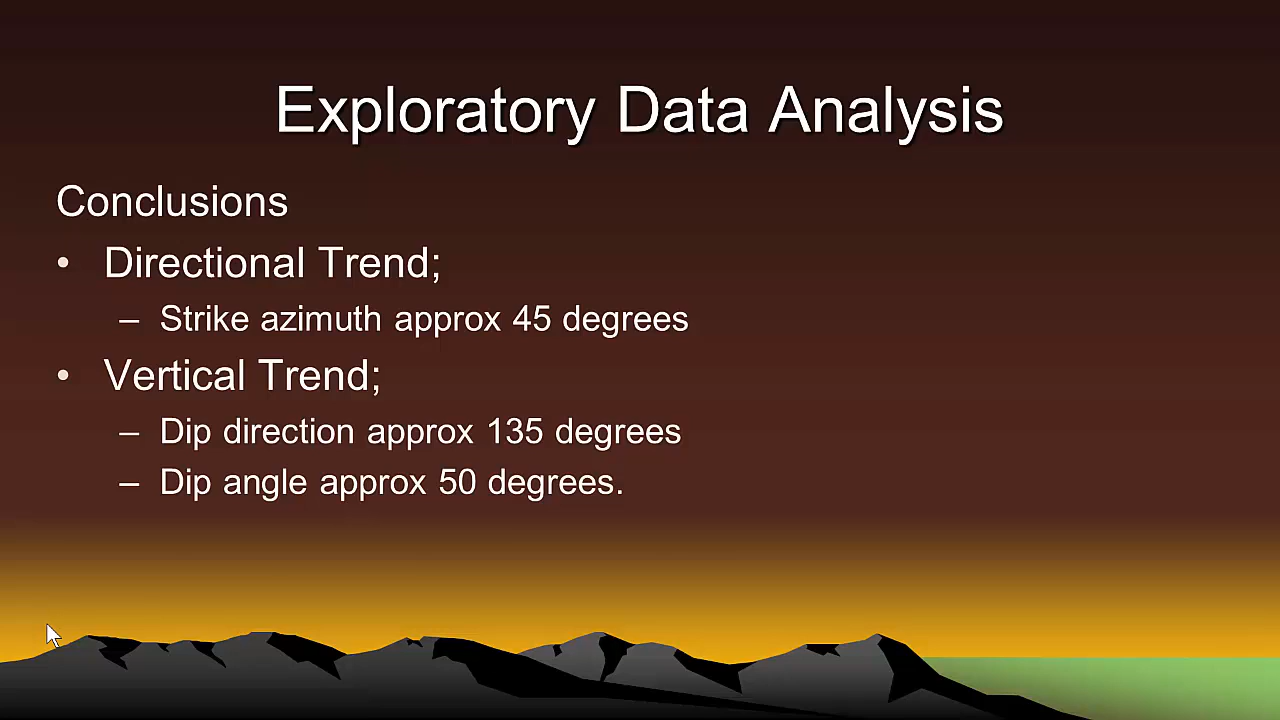 Exploratory Data Analysis
Conclusions
• Directional Trend;
– Strike azimuth approx 45 degrees
• Vertical Trend;
– Dip direction approx 135 degrees
– Dip angle approx 50 degrees.